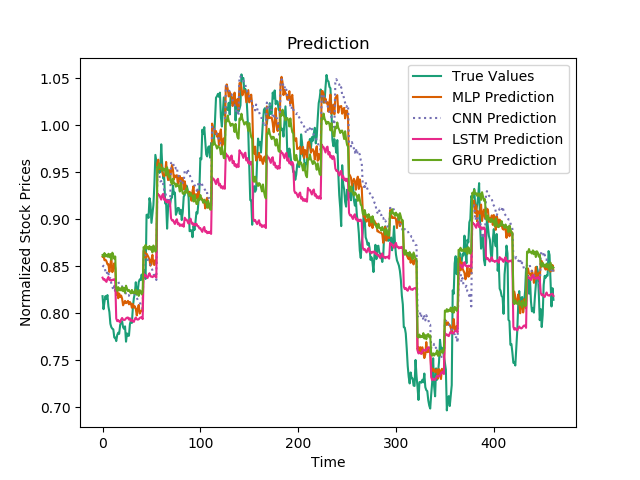 Prediction
True Values
MLP Prediction
CNN Prediction
LSTM Prediction
GRU Prediction
Normalized Stock Prices
1.05
1.00
0.95
0.90
0.85
0.80
0.75
0.70
0 100 200 300 400
Time